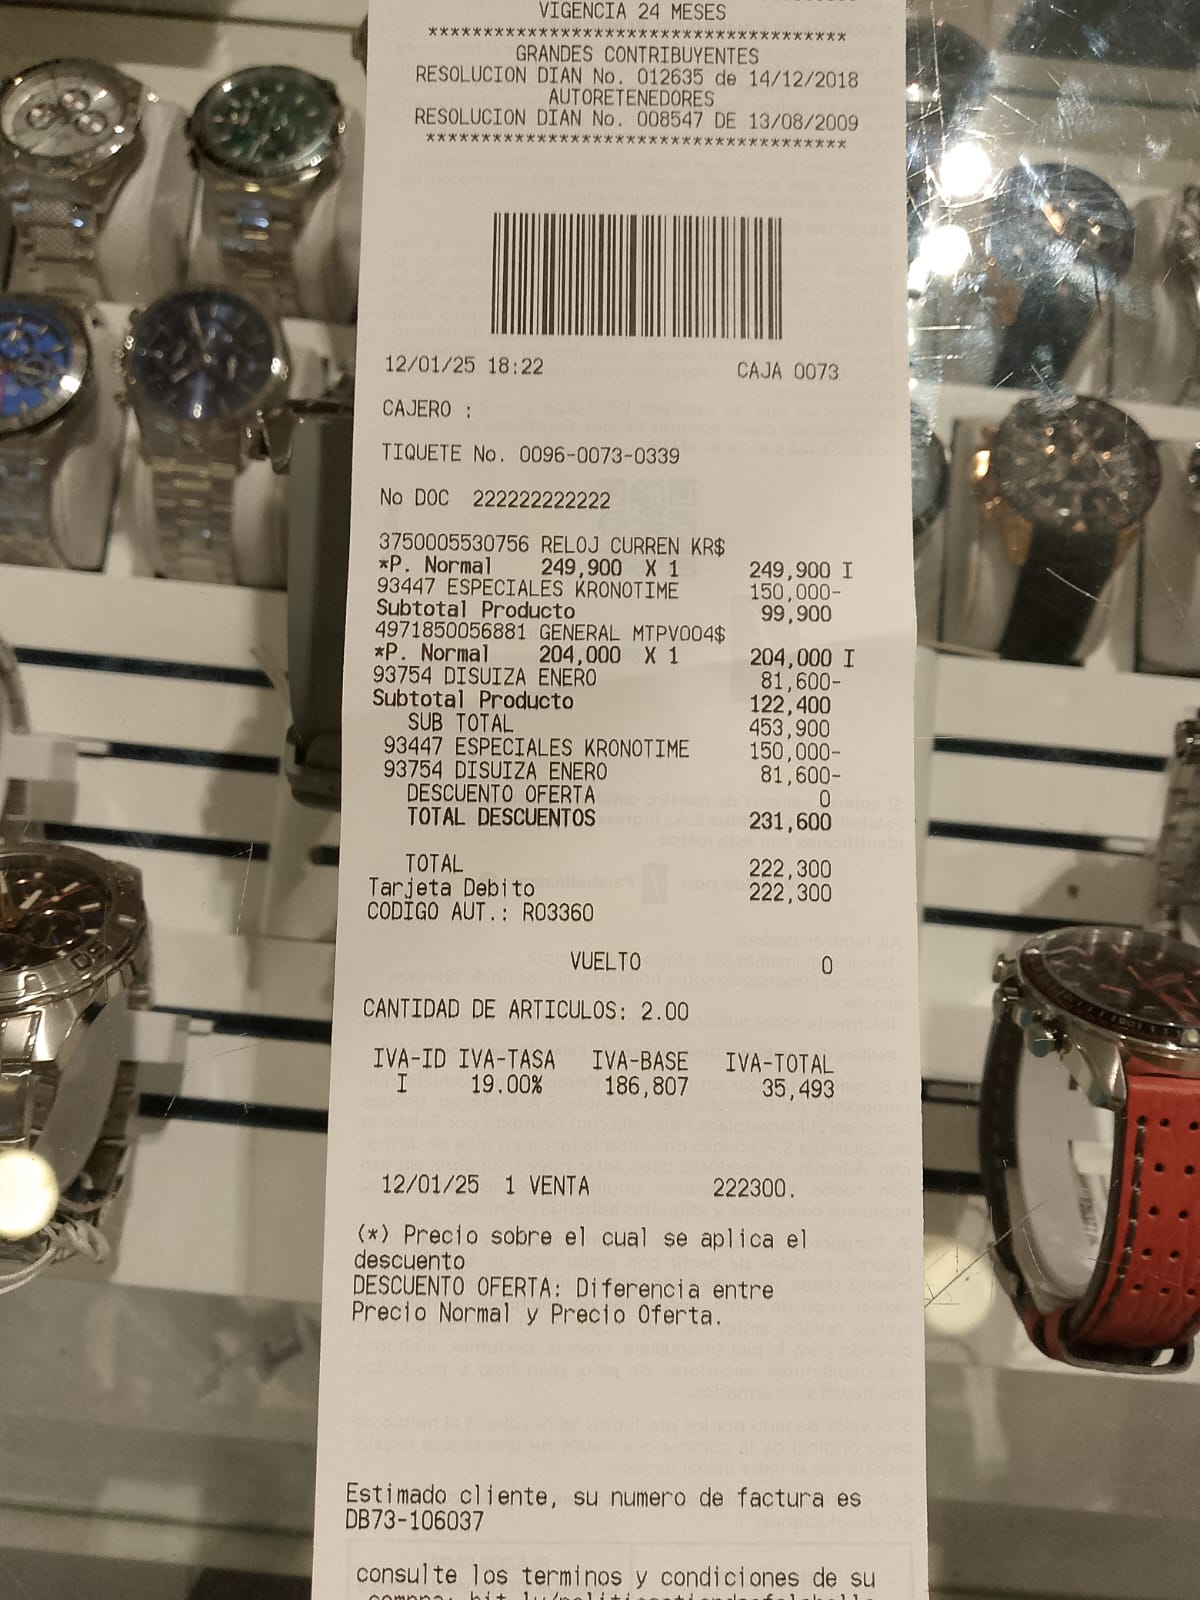 VIGENCIA 24 MESES
**************************************
GRANDES CONTRIBUYENTES
RESOLUCION DIAN No. 012635 de 14/12/2018
AUTORETENEDORES
RESOLUCION DIAN No. 008547 DE 13/08/2009
**************************************
12/01/25 18:22 CAJA 0073
CAJERO :
TIQUETE No. 0096-0073-0339
No DOC 222222222222
3750005530756 RELOJ CURREN KR$
*P. Normal 249,900 X 1 249,900 I
93447 ESPECIALES KRONOTIME 150,000-
Subtotal Producto 99,900
4971850056881 GENERAL MTPV004$
*P. Normal 204,000 X 1 204,000 I
93754 DISUIZA ENERO 81,600-
Subtotal Producto 122,400
SUB TOTAL 453,900
93447 ESPECIALES KRONOTIME 150,000-
93754 DISUIZA ENERO 81,600-
DESCUENTO OFERTA 0
TOTAL DESCUENTOS 231,600
TOTAL 222,300
Tarjeta Debito 222,300
CODIGO AUT.: R03360
VUELTO 0
CANTIDAD DE ARTICULOS: 2.00
IVA-ID IVA-TASA IVA-BASE IVA-TOTAL
I 19.00% 186,807 35,493
12/01/25 1 VENTA 222300.
(*) Precio sobre el cual se aplica el
descuento
DESCUENTO OFERTA: Diferencia entre
Precio Normal y Precio Oferta.
Estimado cliente, su numero de factura es
DB73-106037
consulte los terminos y condiciones de su